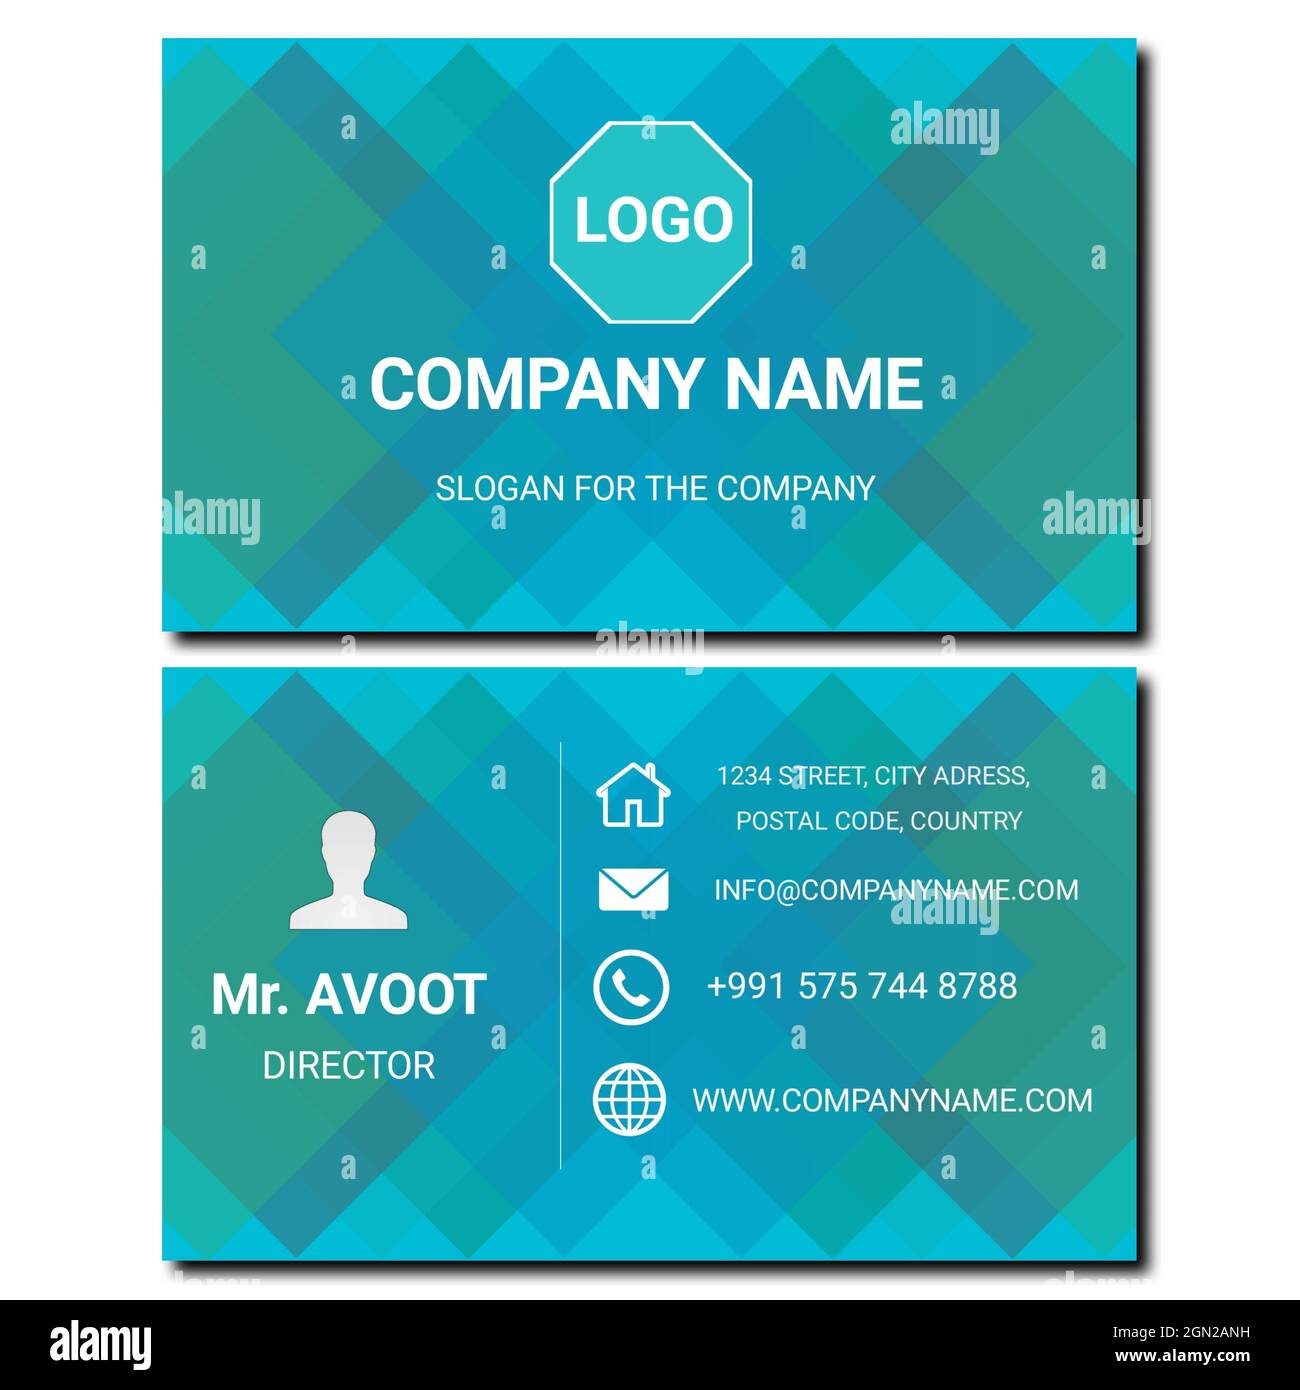 LOGO
COMPANY NAME
SLOGAN FOR THE COMPANY
1234 STREET, CITY ADRESS,
POSTAL CODE, COUNTRY
INFO@COMPANYNAME.COM
+991 575 744 8788
WWW.COMPANYNAME.COM
Mr. AVOOT
DIRECTOR
a
alamy
alamy
Image ID: 2GN2ANH
www.alamy.com